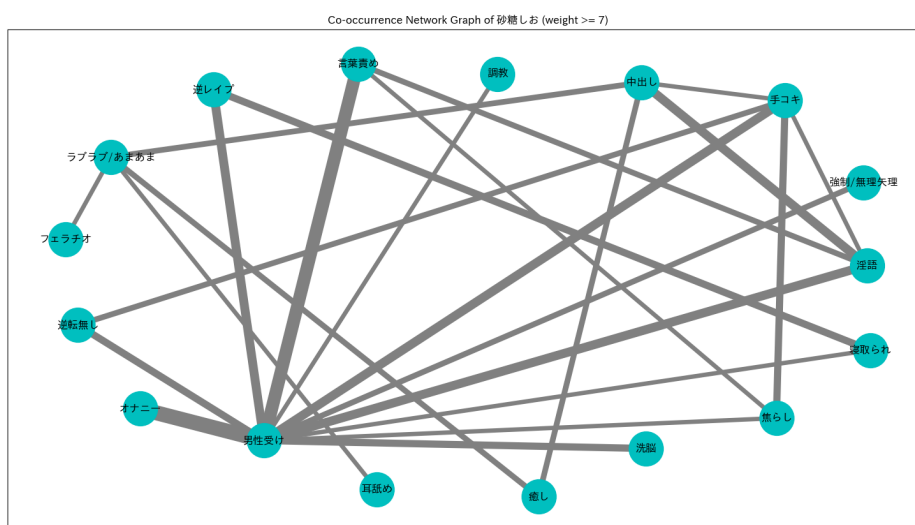 Co-occurrence Network Graph of 砂糖しお (weight >= 7)
言葉責め
調教
中出し
逆レイプ
手コキ
ラブラブ/あまあま
強制/無理矢理
フェラチオ
淫語
逆転無し
寝取られ
オナニー
焦らし
男性受け
洗脳
耳舐め
癒し